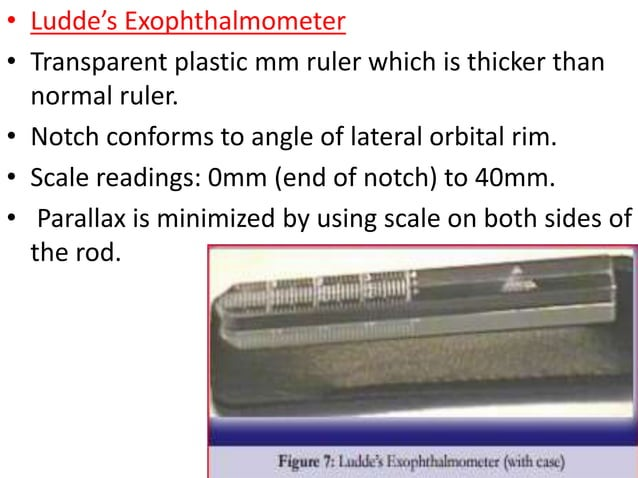 • Ludde’s Exophthalmometer
• Transparent plastic mm ruler which is thicker than
normal ruler.
• Notch conforms to angle of lateral orbital rim.
• Scale readings: 0mm (end of notch) to 40mm.
• Parallax is minimized by using scale on both sides of
the rod.
Figure 7: Ludde’s Exophthalmometer (with case)